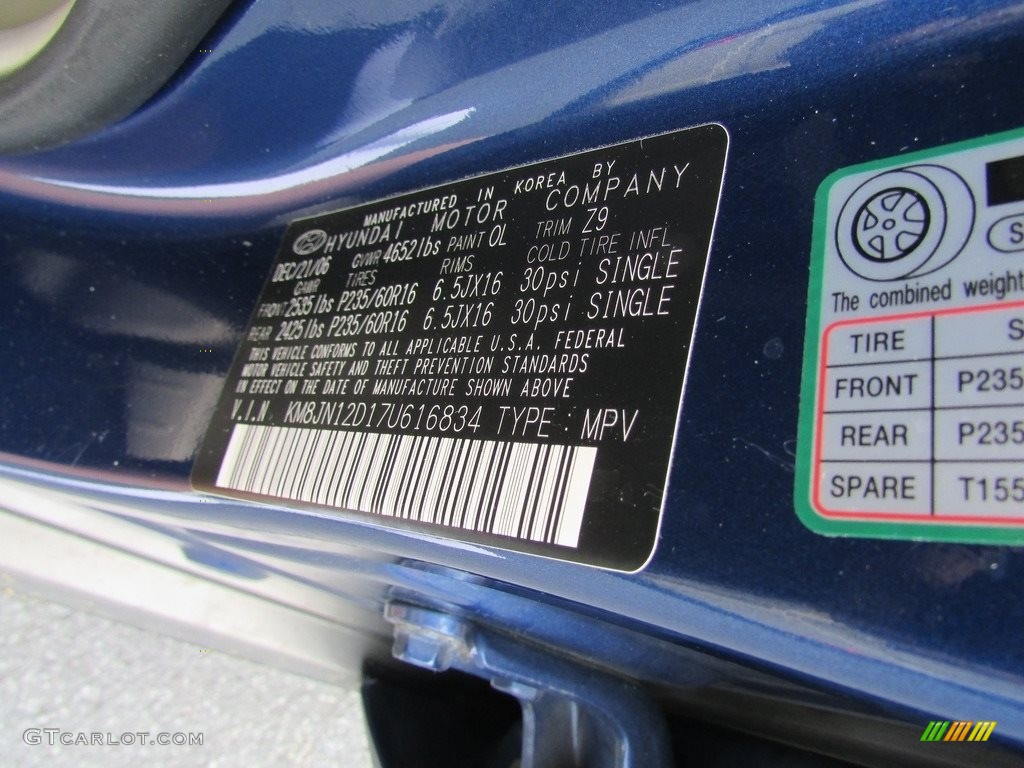 MANUFACTURED IN KOREA BY
HYUNDAI MOTOR COMPANY
DEC/21/06 GVWR 4652 lbs PAINT OL TRIM Z9
GAWR TIRES RIMS COLD TIRE INFL.
FRONT 2535 lbs P235/60R16 6.5JX16 30psi SINGLE
REAR 2425 lbs P235/60R16 6.5JX16 30psi SINGLE
THIS VEHICLE CONFORMS TO ALL APPLICABLE U.S.A. FEDERAL
MOTOR VEHICLE SAFETY AND THEFT PREVENTION STANDARDS
IN EFFECT ON THE DATE OF MANUFACTURE SHOWN ABOVE
V.I.N. KM8JN12D17U616834 TYPE : MPV
S
The combined weight
TIRE S
FRONT P235
REAR P235
SPARE T155
GTCARLOT.COM